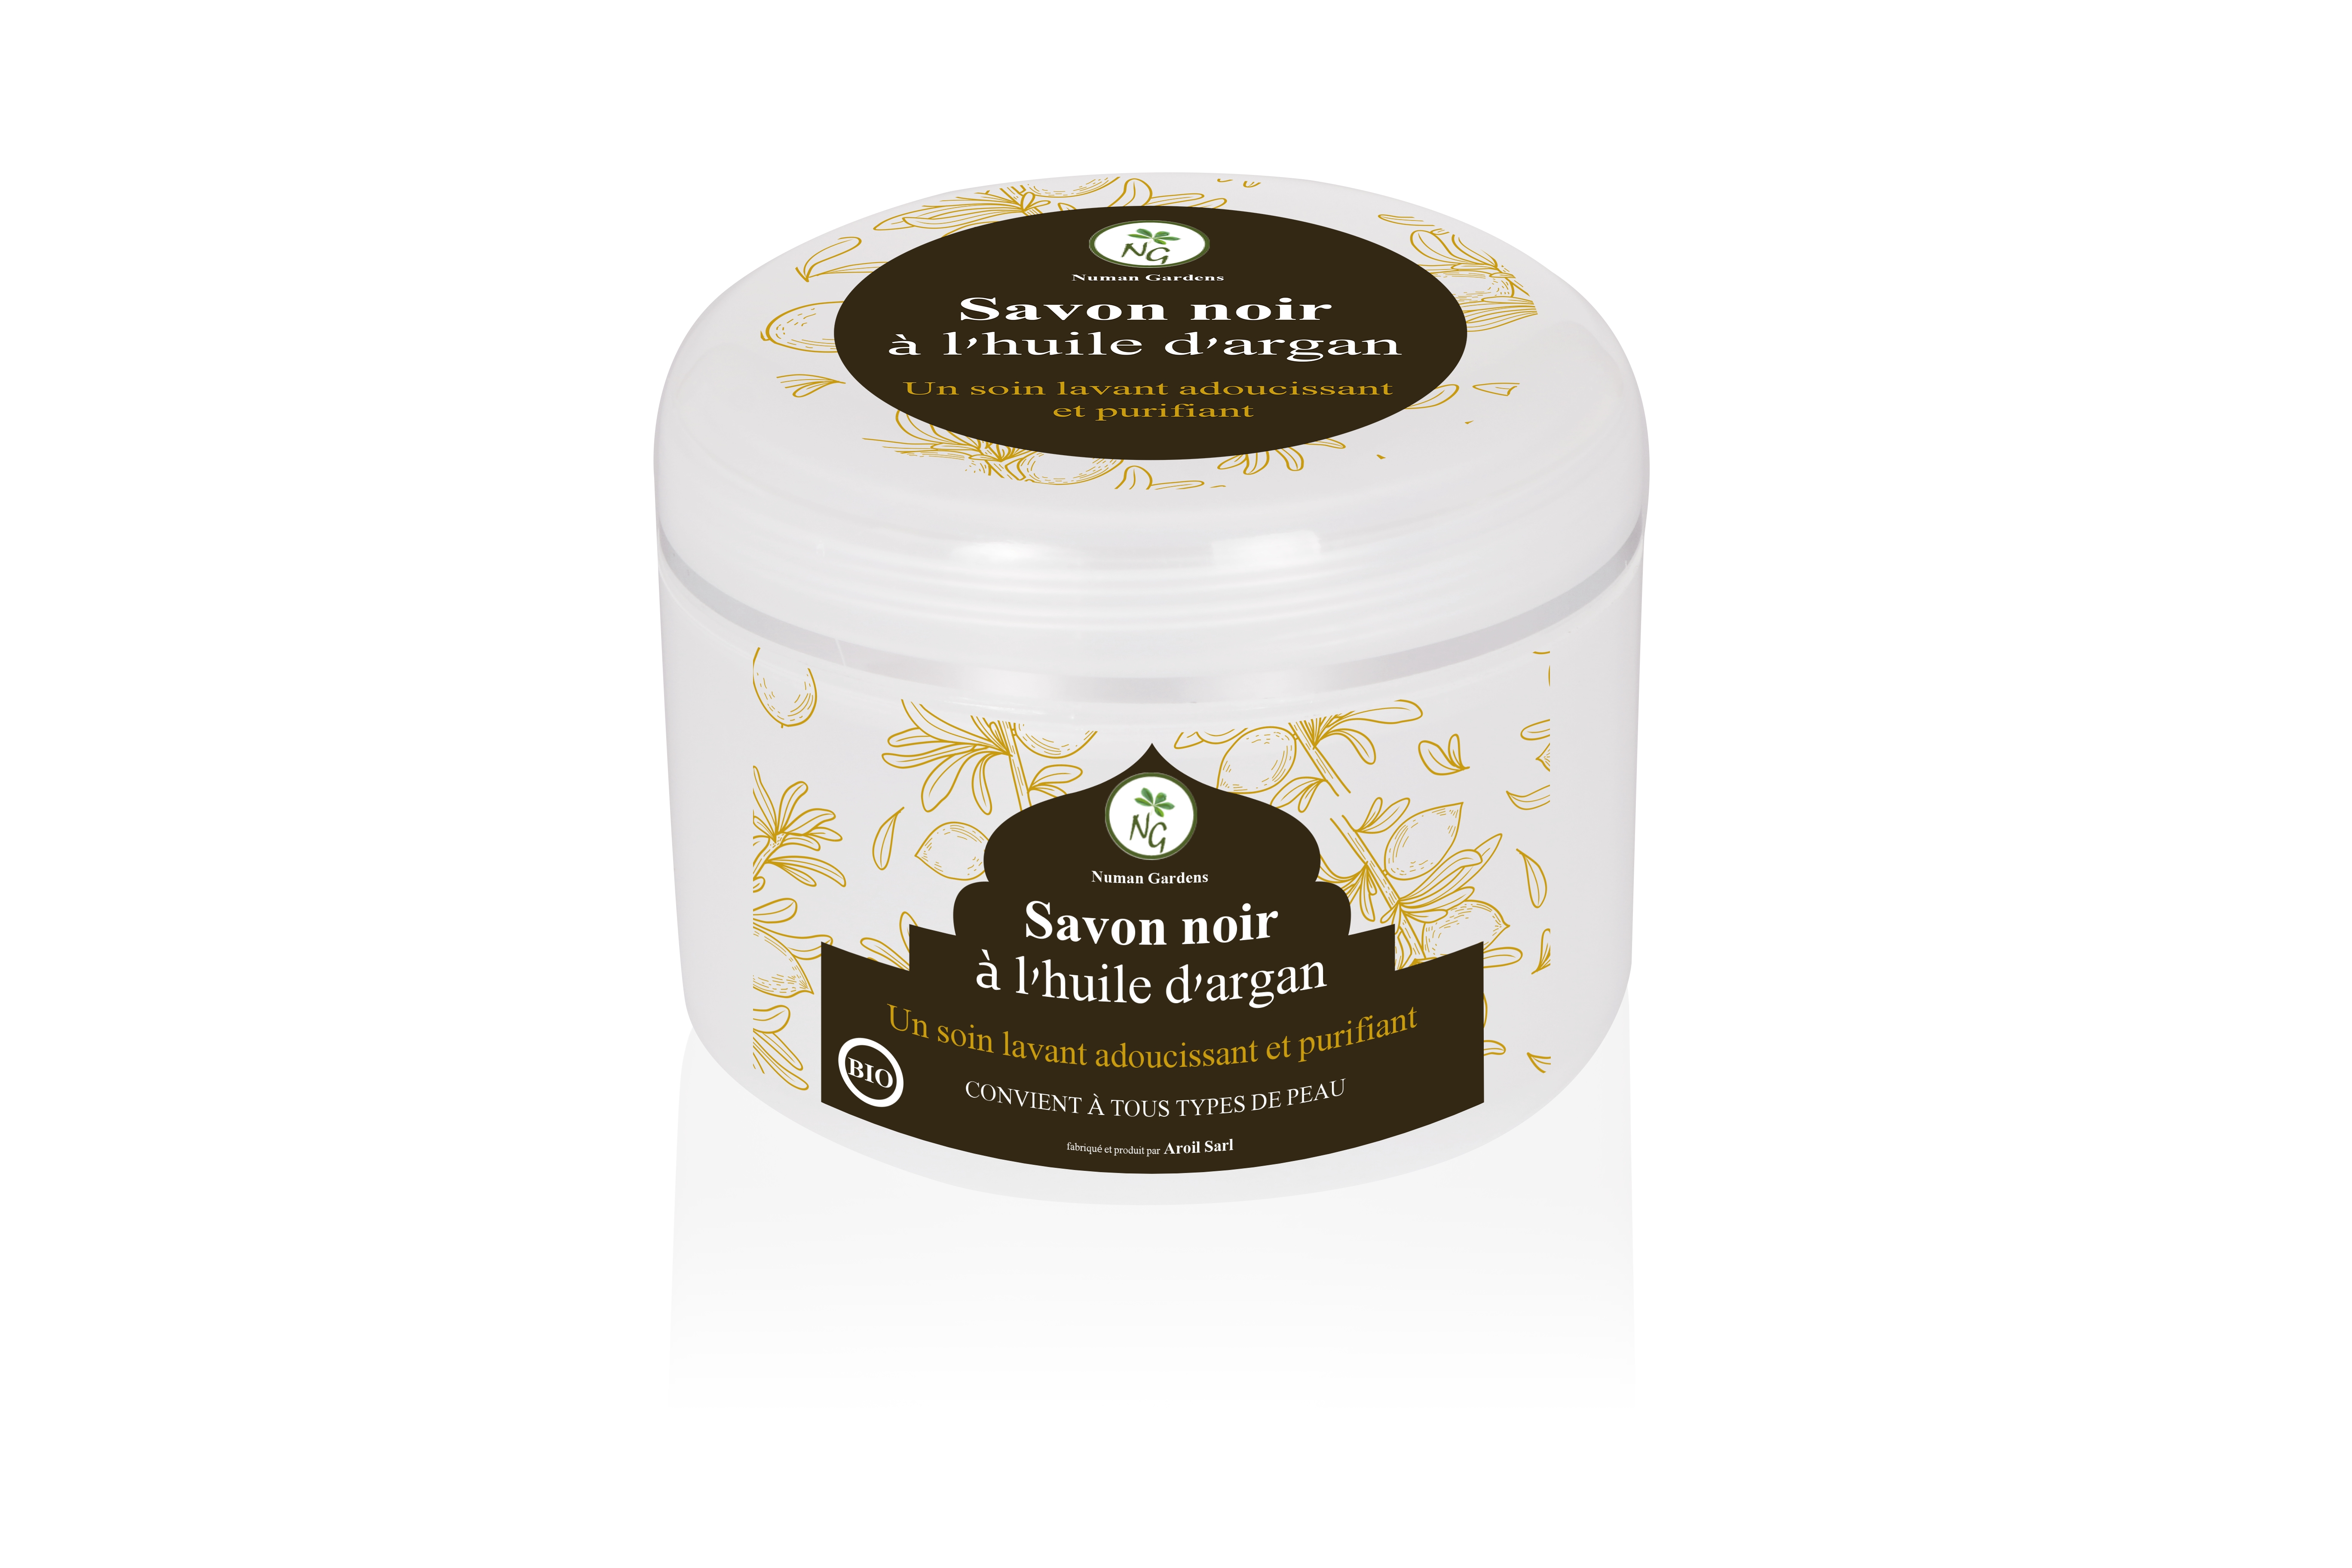 NG
Numan Gardens
Savon noir
à l'huile d'argan
Un soin lavant adoucissant
et purifiant
NG
Numan Gardens
Savon noir
à l'huile d'argan
Un soin lavant adoucissant et purifiant
BIO
CONVIENT À TOUS TYPES DE PEAU
fabriqué et produit par Aroil Sarl